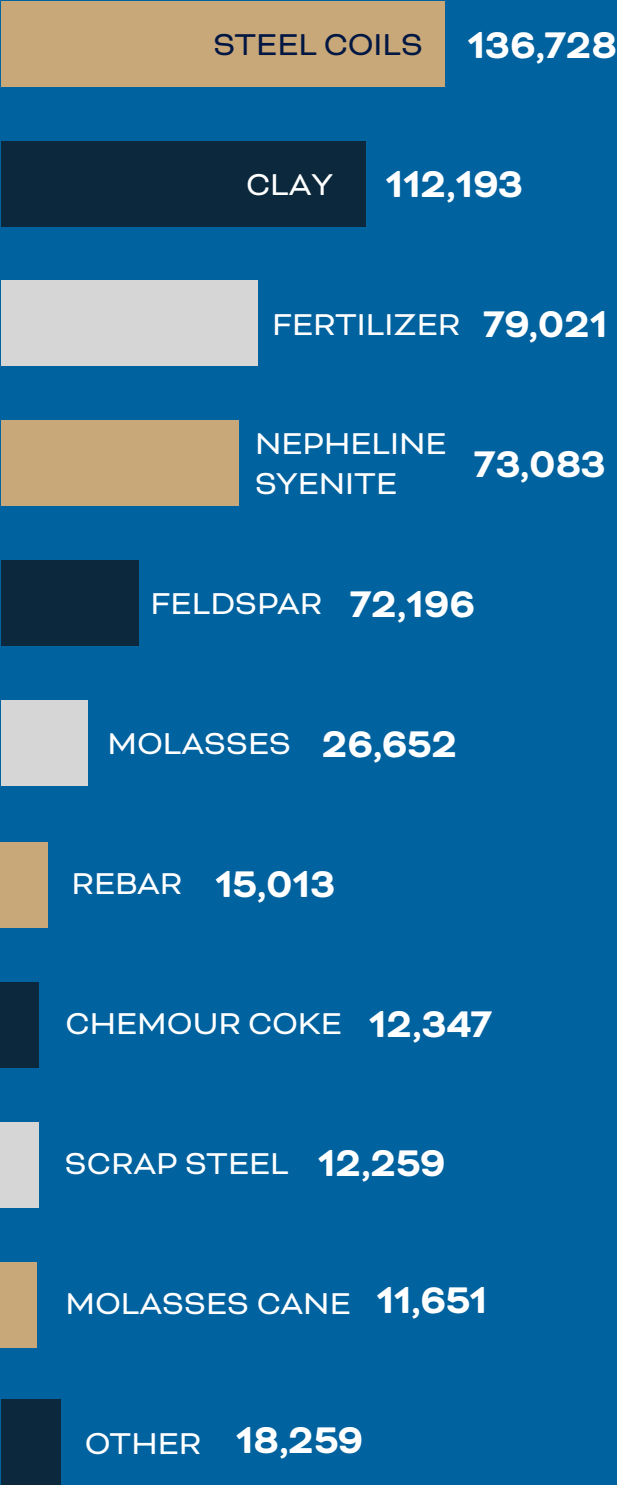 STEEL COILS 136,728
CLAY 112,193
FERTILIZER 79,021
NEPHELINE
SYENITE 73,083
FELDSPAR 72,196
MOLASSES 26,652
REBAR 15,013
CHEMOUR COKE 12,347
SCRAP STEEL 12,259
MOLASSES CANE 11,651
OTHER 18,259